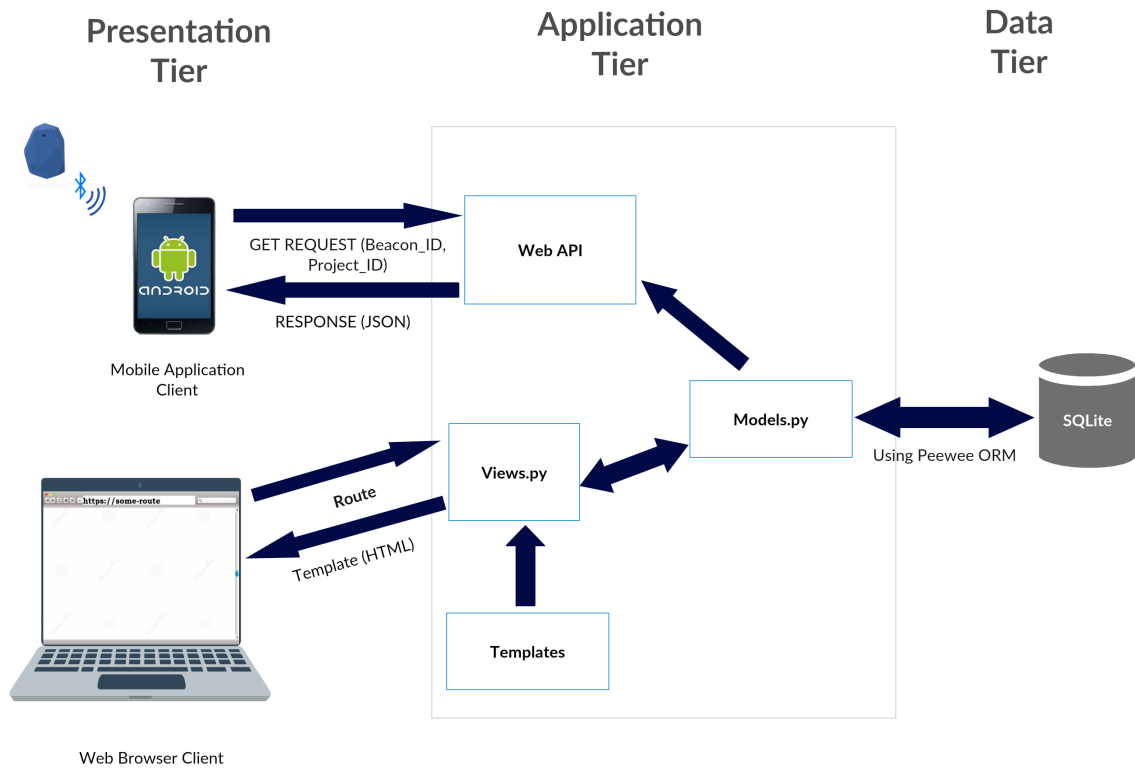 Presentation
Tier
Application
Tier
Data
Tier
GET REQUEST (Beacon_ID,
Project_ID)
RESPONSE (JSON)
ANDROID
Mobile Application
Client
Web API
Models.py
Using Peewee ORM
SQLite
Views.py
Route
Template (HTML)
https://some-route
Templates
Web Browser Client